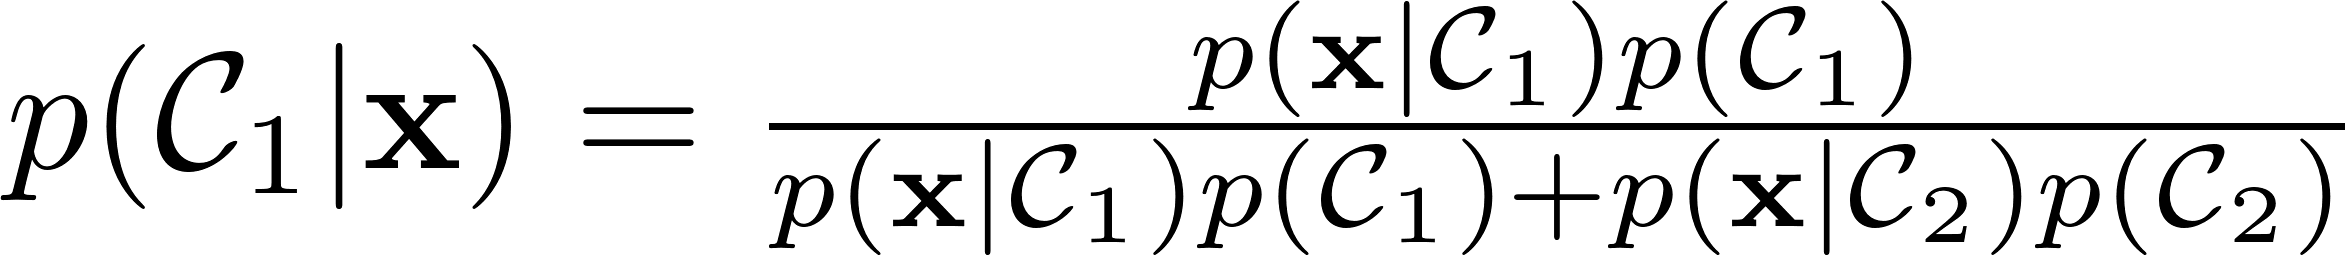 p(𝒞₁|𝐱) = p(𝐱|𝒞₁)p(𝒞₁) / p(𝐱|𝒞₁)p(𝒞₁)+p(𝐱|𝒞₂)p(𝒞₂)